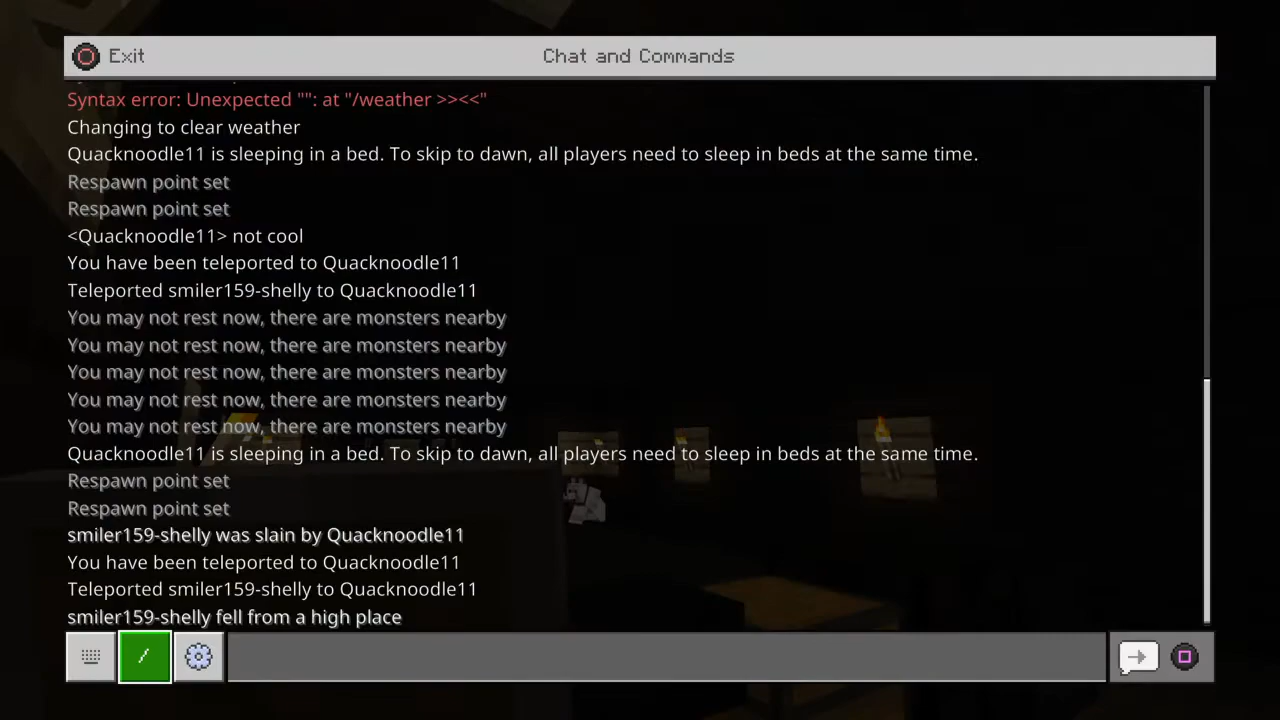 Exit
Chat and Commands
Syntax error: Unexpected "": at "/weather >><<"
Changing to clear weather
Quacknoodle11 is sleeping in a bed. To skip to dawn, all players need to sleep in beds at the same time.
Respawn point set
Respawn point set
<Quacknoodle11> not cool
You have been teleported to Quacknoodle11
Teleported smiler159-shelly to Quacknoodle11
You may not rest now, there are monsters nearby
You may not rest now, there are monsters nearby
You may not rest now, there are monsters nearby
You may not rest now, there are monsters nearby
You may not rest now, there are monsters nearby
Quacknoodle11 is sleeping in a bed. To skip to dawn, all players need to sleep in beds at the same time.
Respawn point set
Respawn point set
smiler159-shelly was slain by Quacknoodle11
You have been teleported to Quacknoodle11
Teleported smiler159-shelly to Quacknoodle11
smiler159-shelly fell from a high place
/